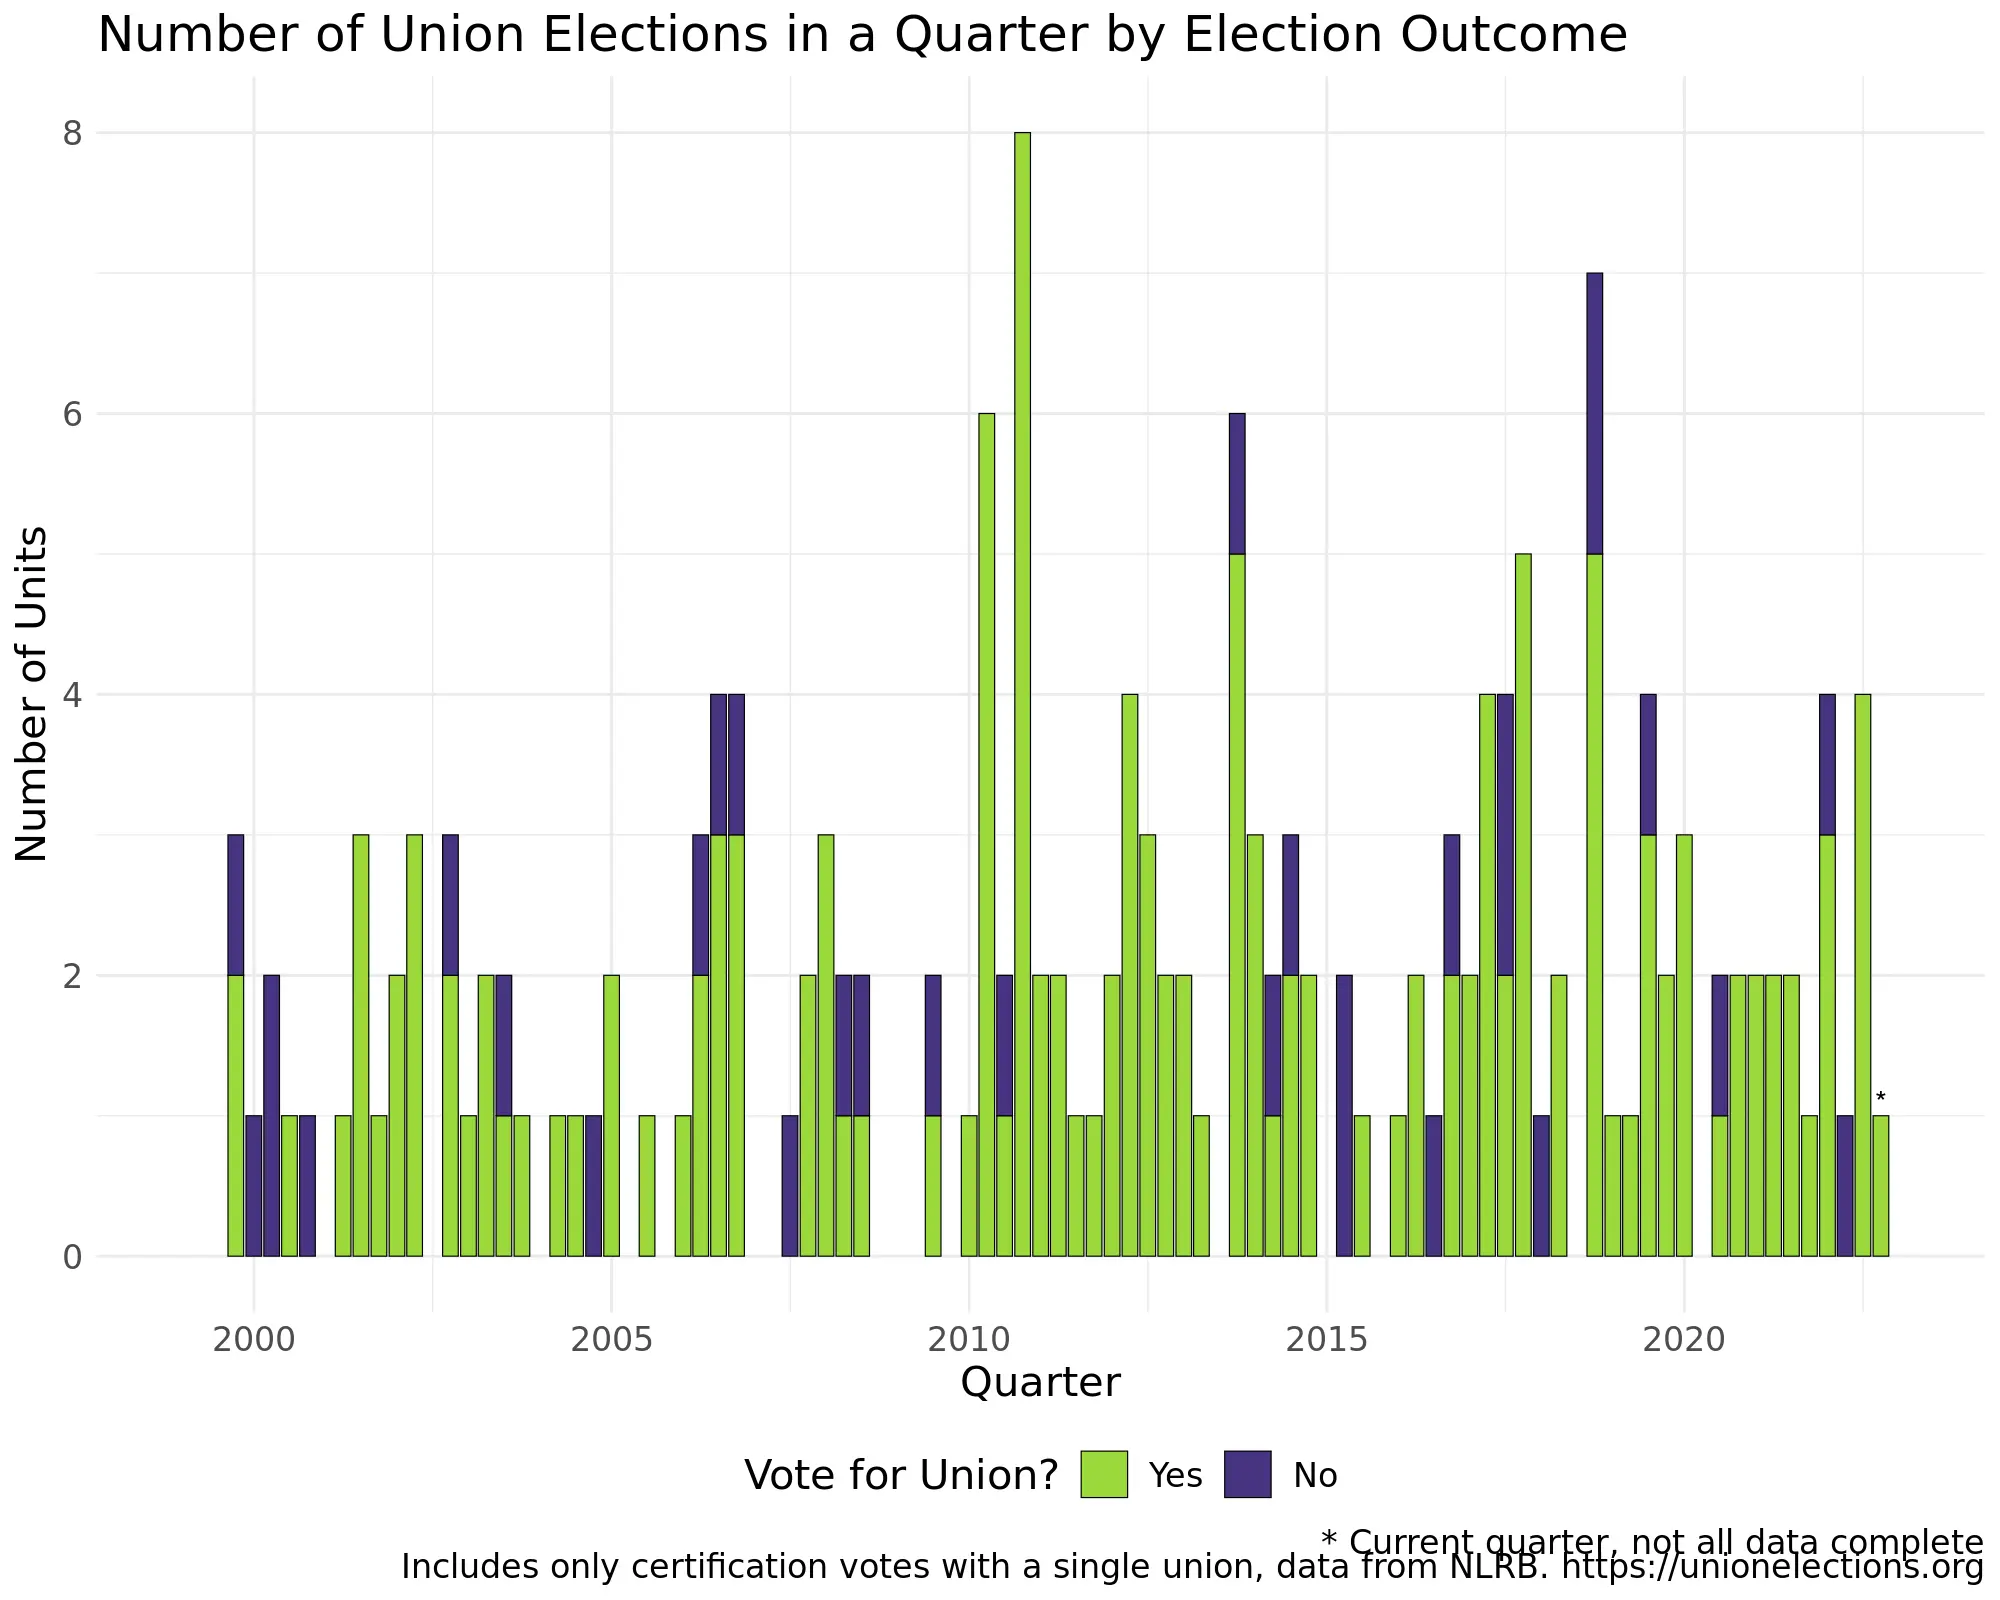 Number of Union Elections in a Quarter by Election Outcome
8
6
4
2
0
Number of Units
*
2000 2005 2010 2015 2020
Quarter
Vote for Union? Yes No
* Current quarter, not all data complete
Includes only certification votes with a single union, data from NLRB. https://unionelections.org